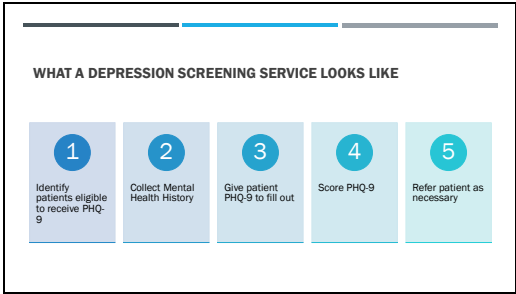 WHAT A DEPRESSION SCREENING SERVICE LOOKS LIKE
1
Identify
patients eligible
to receive PHQ-
9
2
Collect Mental
Health History
3
Give patient
PHQ-9 to fill out
4
Score PHQ-9
5
Refer patient as
necessary